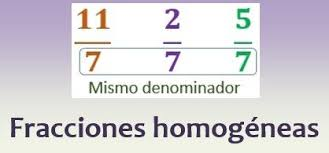 11 2 5
7 7 7
Mismo denominador
Fracciones homogéneas